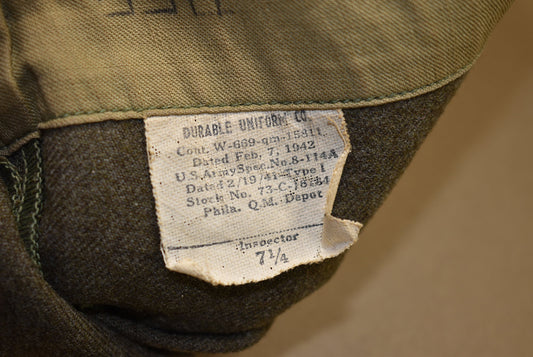 DURABLE UNIFORM CO.
Cont. W-669-qm-15811
Dated Feb. 7, 1942
U.S.Army Spec. No. 8-114A
Dated 2/19/41-Type I
Stock No. 73-C-
Phila. Q.M. Depot
Inspector
7 1/4